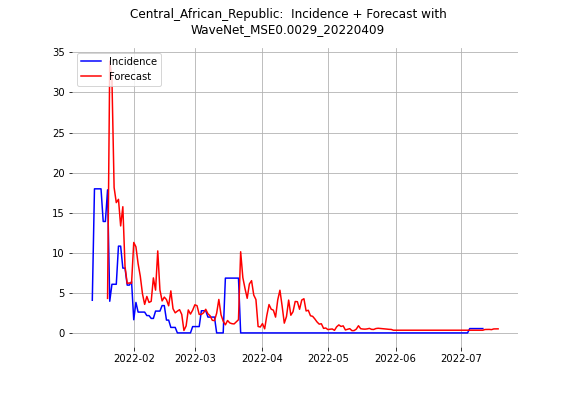 Central_African_Republic:  Incidence + Forecast with
WaveNet_MSE0.0029_20220409
Incidence
Forecast
35
30
25
20
15
10
5
0
2022-02 2022-03 2022-04 2022-05 2022-06 2022-07